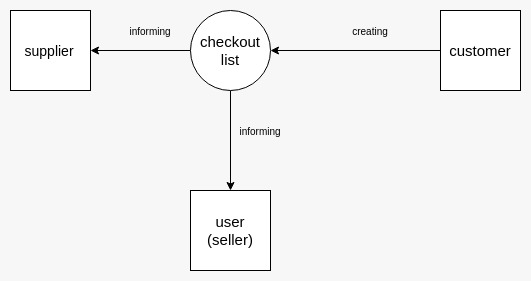 informing
creating
supplier
checkout
list
customer
informing
user
(seller)